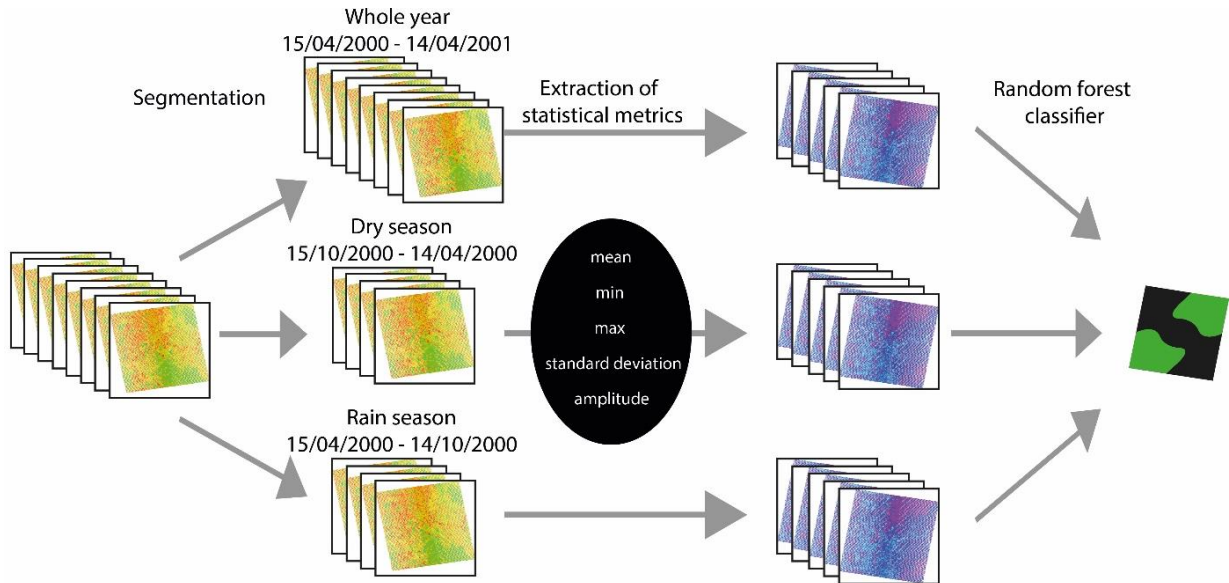 Whole year
15/04/2000 - 14/04/2001
Segmentation
Extraction of
statistical metrics
Random forest
classifier
Dry season
15/10/2000 - 14/04/2000
mean
min
max
standard deviation
amplitude
Rain season
15/04/2000 - 14/10/2000